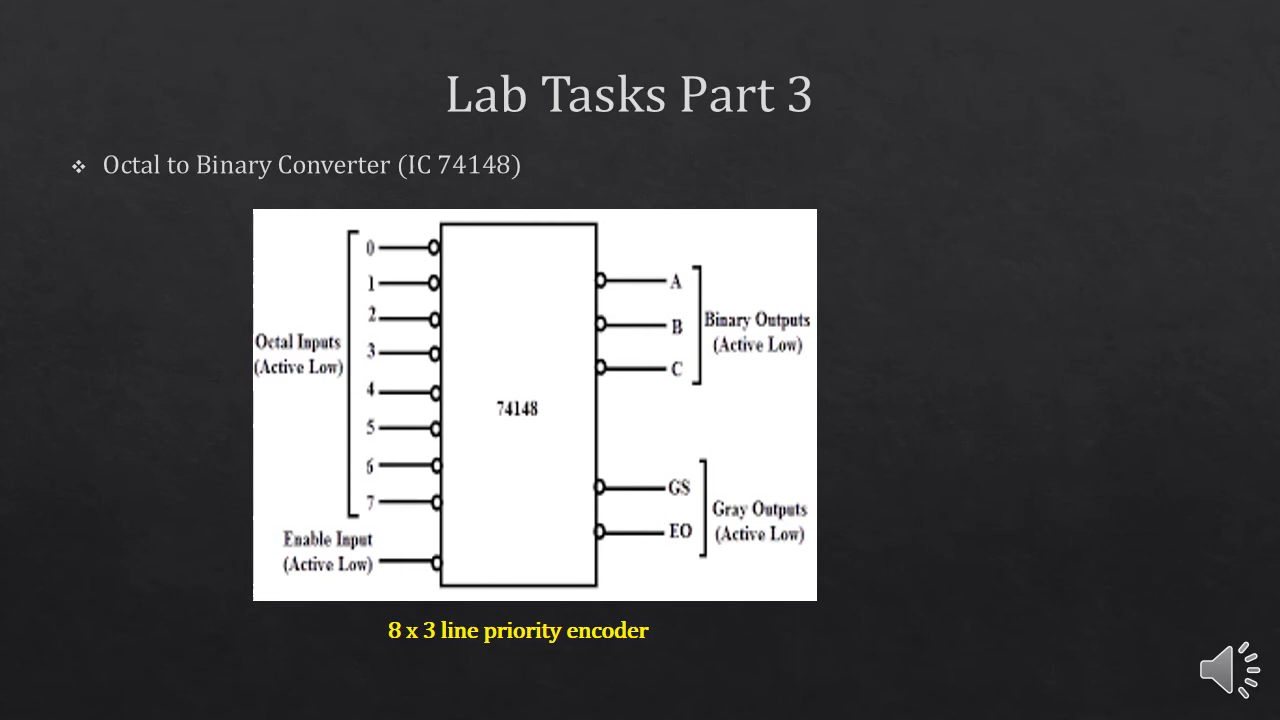 Lab Tasks Part 3
❖ Octal to Binary Converter (IC 74148)
0
1
2
3
4
5
6
7
Octal Inputs
(Active Low)
Enable Input
(Active Low)
74148
A
B
C
Binary Outputs
(Active Low)
GS
EO
Gray Outputs
(Active Low)
8 x 3 line priority encoder